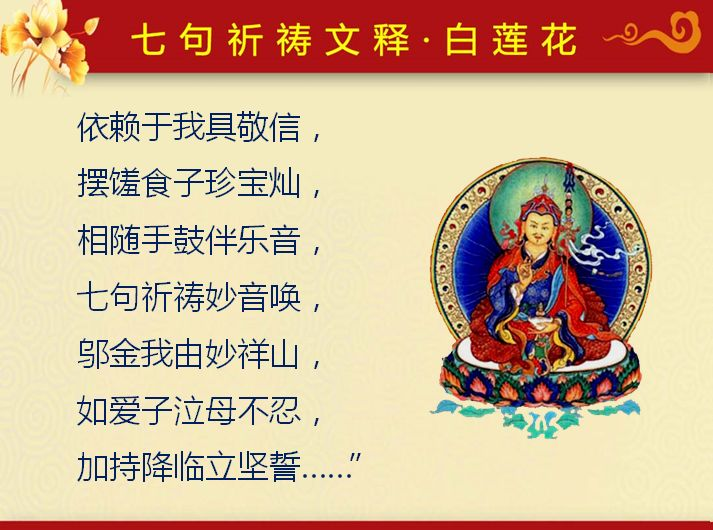 七句祈祷文释·白莲花
依赖于我具敬信，
摆馐食子珍宝灿，
相随手鼓伴乐音，
七句祈祷妙音唤，
邬金我由妙祥山，
如爱子泣母不忍，
加持降临立坚誓……”